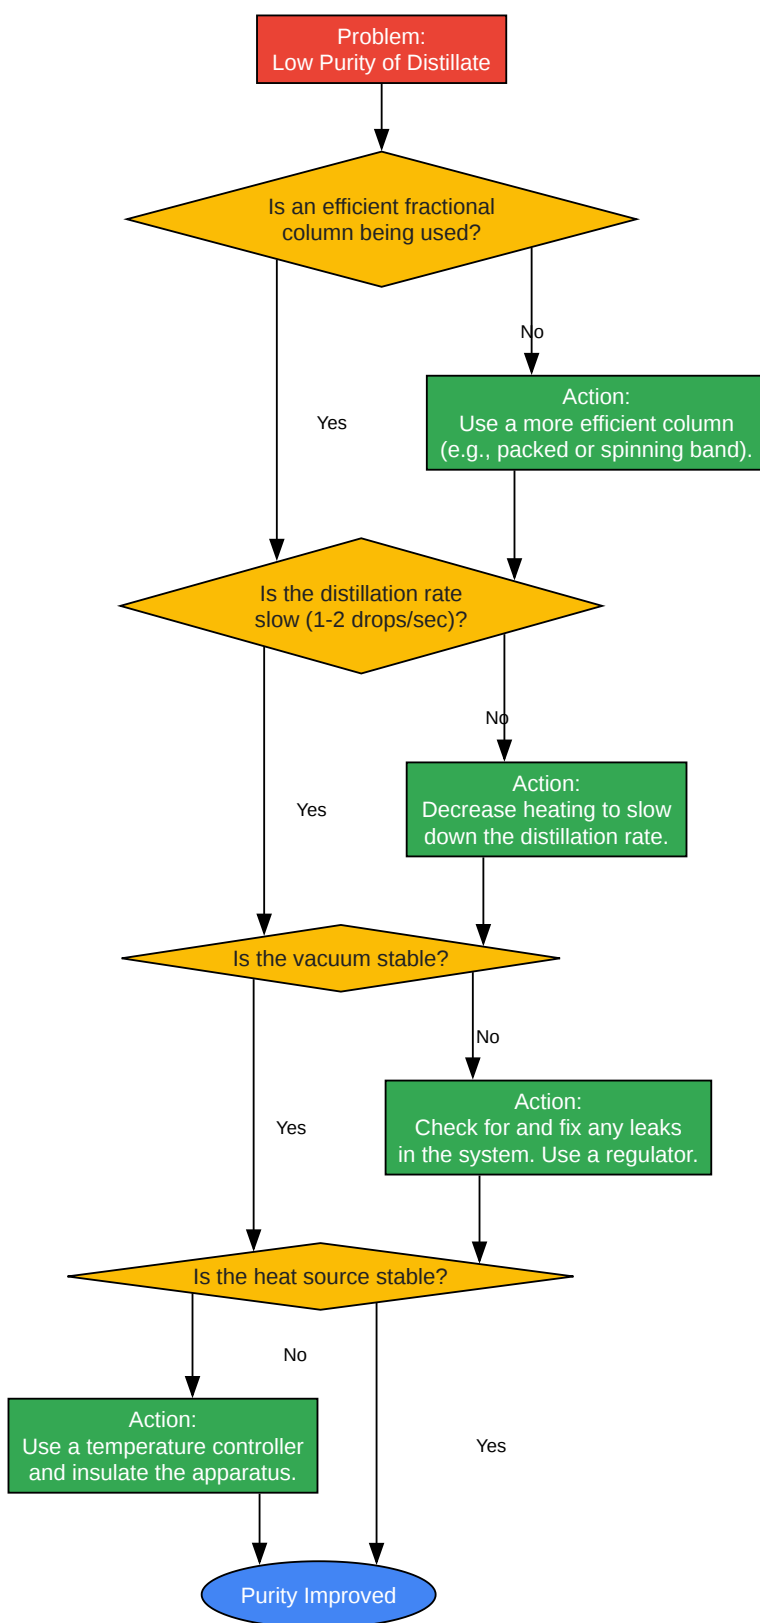 Problem:
Low Purity of Distillate
Is an efficient fractional
column being used?
No
Yes
Action:
Use a more efficient column
(e.g., packed or spinning band).
Is the distillation rate
slow (1-2 drops/sec)?
No
Yes
Action:
Decrease heating to slow
down the distillation rate.
Is the vacuum stable?
No
Yes
Action:
Check for and fix any leaks
in the system. Use a regulator.
Is the heat source stable?
No
Yes
Action:
Use a temperature controller
and insulate the apparatus.
Purity Improved